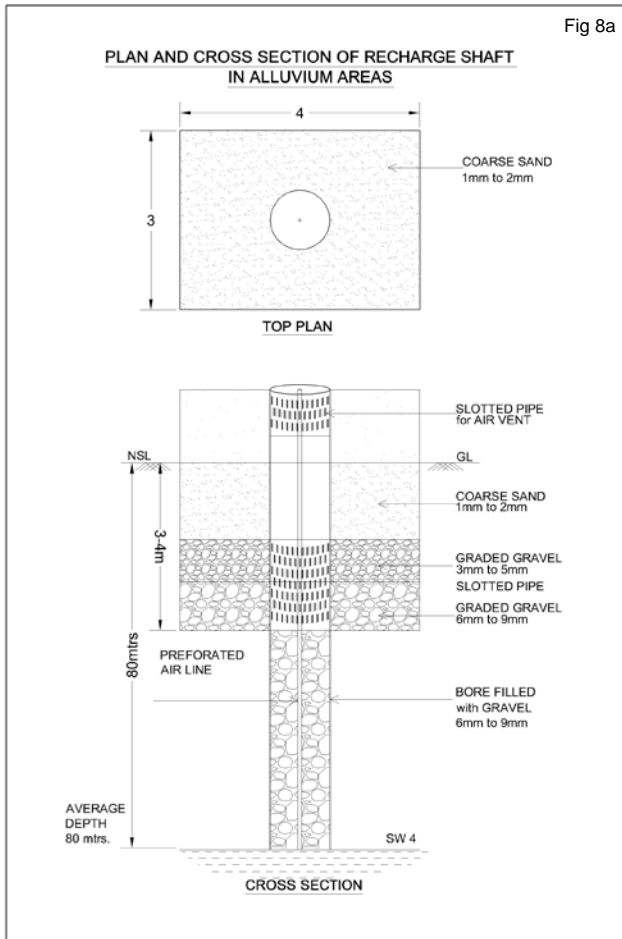 Fig 8a
PLAN AND CROSS SECTION OF RECHARGE SHAFT
IN ALLUVIUM AREAS
4
COARSE SAND
1mm to 2mm
3
TOP PLAN
SLOTTED PIPE
for AIR VENT
NSL
GL
COARSE SAND
1mm to 2mm
3-4m
GRADED GRAVEL
3mm to 5mm
SLOTTED PIPE
GRADED GRAVEL
6mm to 9mm
80mtrs
PREFORATED
AIR LINE
BORE FILLED
with GRAVEL
6mm to 9mm
AVERAGE
DEPTH
80 mtrs.
SW 4
CROSS SECTION